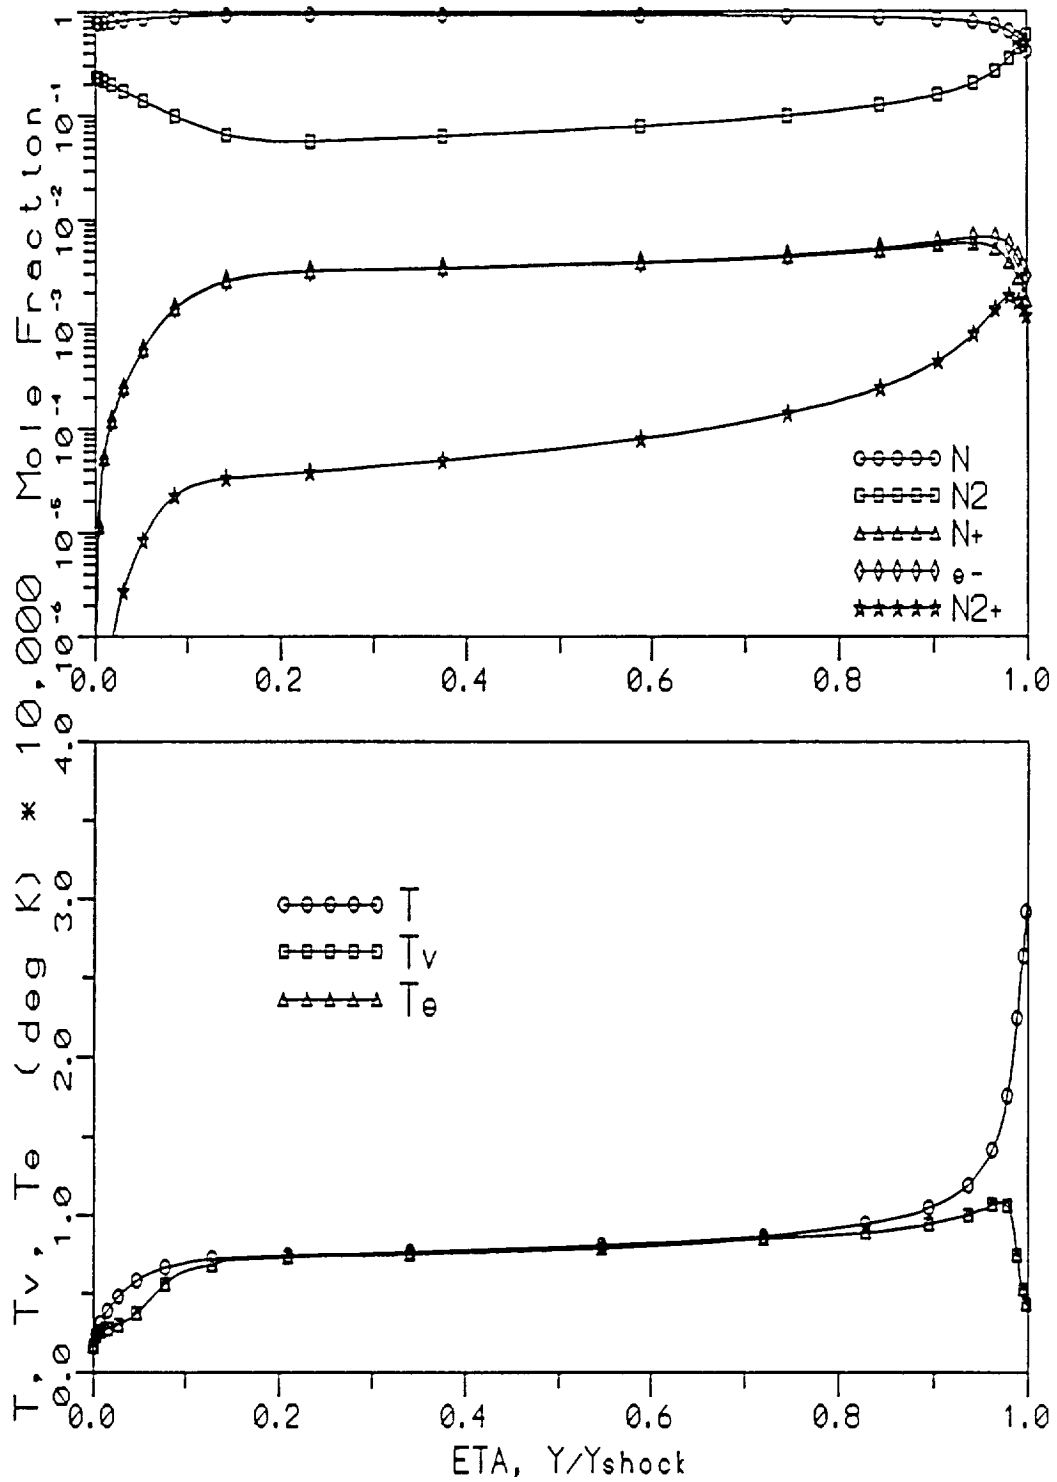 Mole Fraction
1
10-1
10-2
10-3
10-4
10-5
10-6
N
N2
N+
e-
N2+
0.0 0.2 0.4 0.6 0.8 1.0
T, Tv, Te (deg K) * 10,000
4.0
3.0
2.0
1.0
0.0
T
Tv
Te
0.0 0.2 0.4 0.6 0.8 1.0
ETA, Y/Yshock